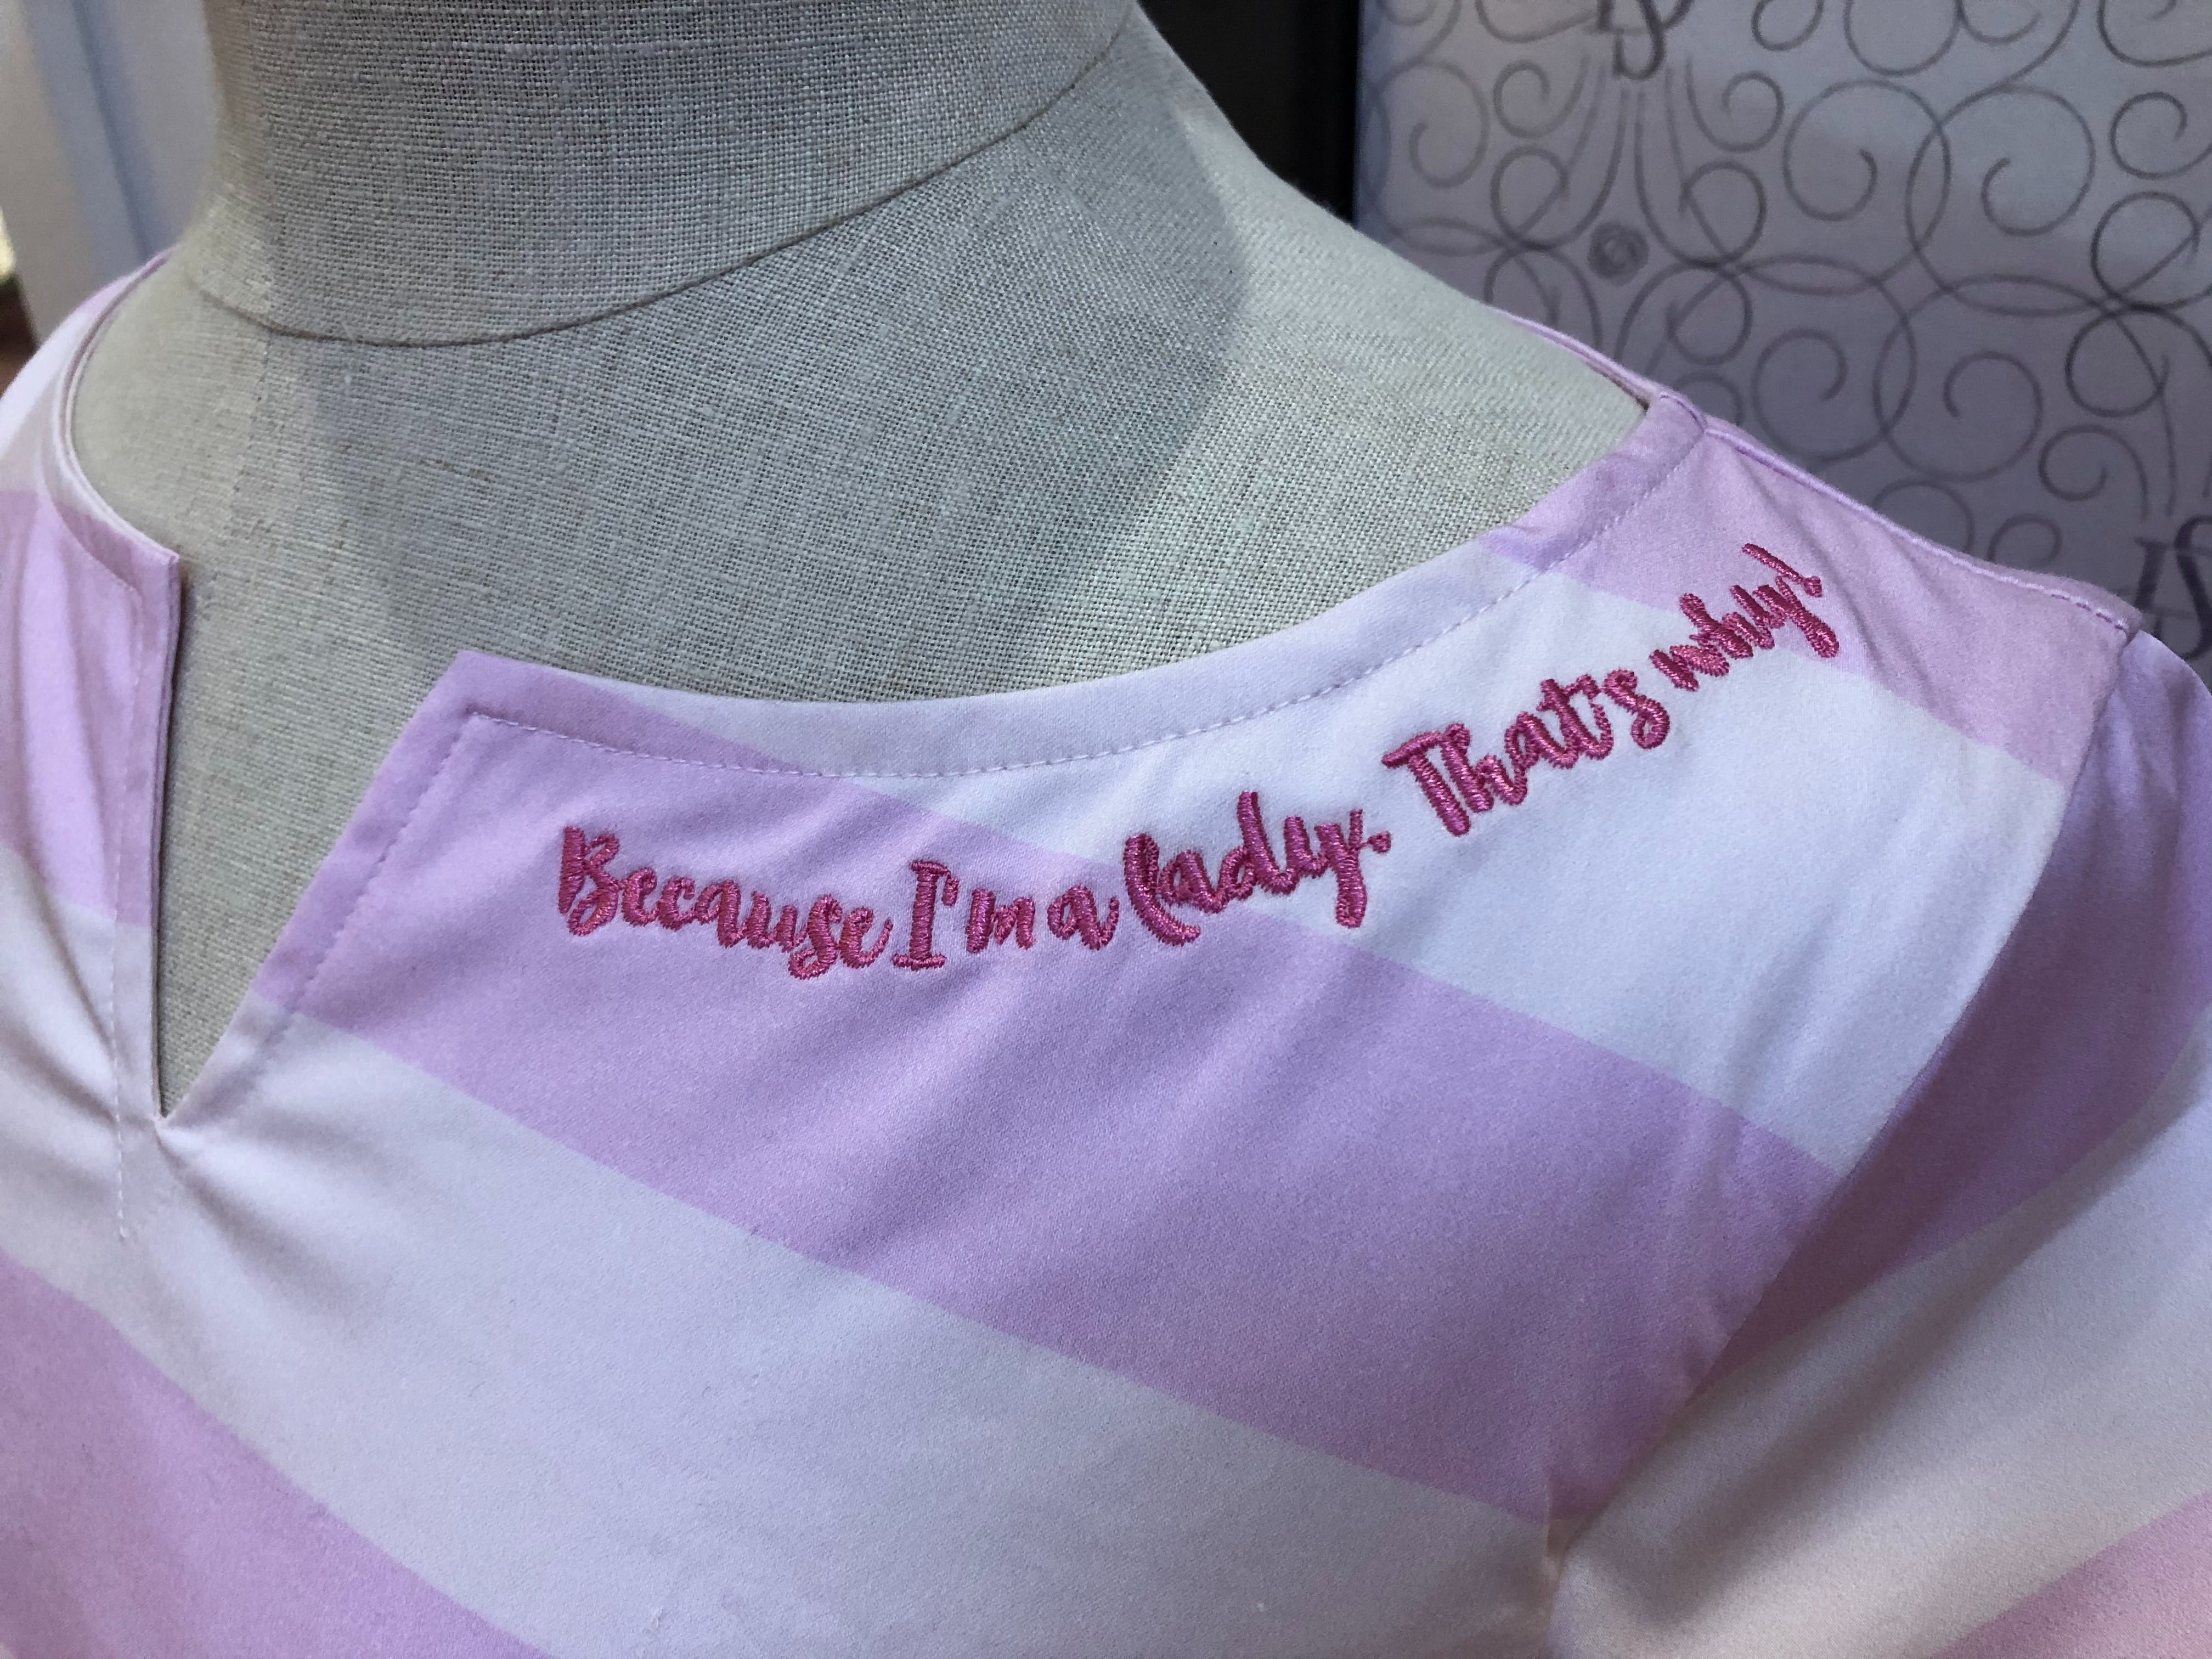 Because I'm a lady. That's why!